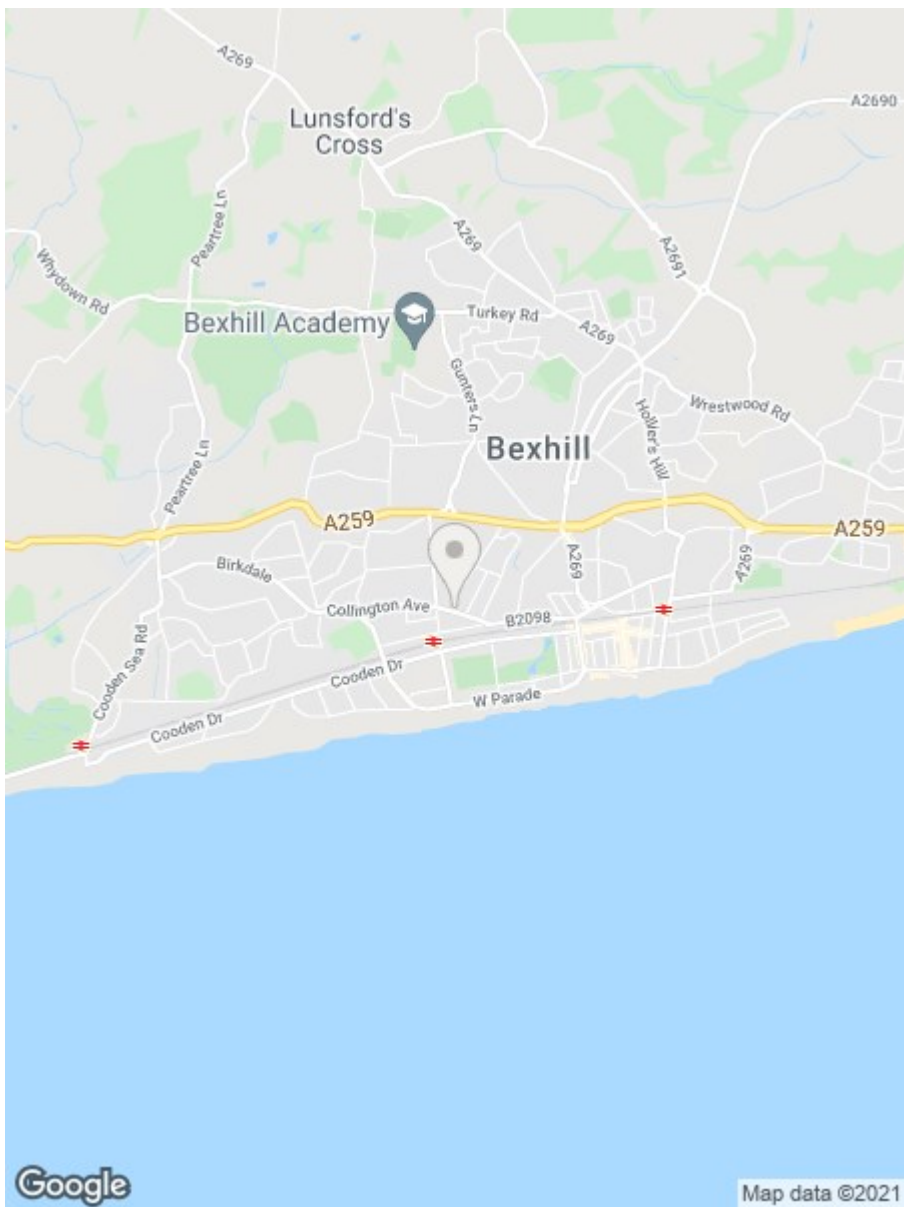 A269
A2690
Lunsford's
Cross
Peartree Ln
A269
A2691
Whydown Rd
Bexhill Academy
Turkey Rd
A269
Gunters Ln
Wrestwood Rd
Hollier's Hill
Bexhill
Peartree Ln
A259
A259
A269
A269
Birkdale
Collington Ave
B2098
Cooden Sea Rd
Cooden Dr
W Parade
Cooden Dr
Google
Map data ©2021